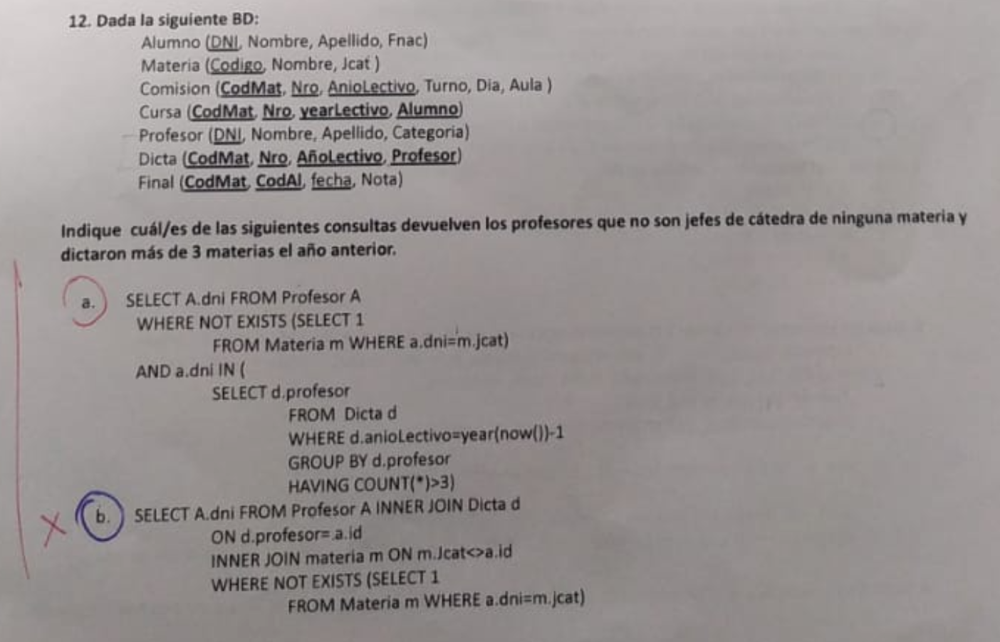 12. Dada la siguiente BD:
Alumno (DNI, Nombre, Apellido, Fnac)
Materia (Codigo, Nombre, Jcat )
Comision (CodMat, Nro, AnioLectivo, Turno, Dia, Aula )
Cursa (CodMat, Nro, yearLectivo, Alumno)
Profesor (DNI, Nombre, Apellido, Categoria)
Dicta (CodMat, Nro, AñoLectivo, Profesor)
Final (CodMat, CodAl, fecha, Nota)
Indique cuál/es de las siguientes consultas devuelven los profesores que no son jefes de cátedra de ninguna materia y
dictaron más de 3 materias el año anterior.
a. SELECT A.dni FROM Profesor A
WHERE NOT EXISTS (SELECT 1
FROM Materia m WHERE a.dni=m.jcat)
AND a.dni IN (
SELECT d.profesor
FROM Dicta d
WHERE d.anioLectivo=year(now())-1
GROUP BY d.profesor
HAVING COUNT(*)>3)
X b. SELECT A.dni FROM Profesor A INNER JOIN Dicta d
ON d.profesor= a.id
INNER JOIN materia m ON m.Jcat<>a.id
WHERE NOT EXISTS (SELECT 1
FROM Materia m WHERE a.dni=m.jcat)